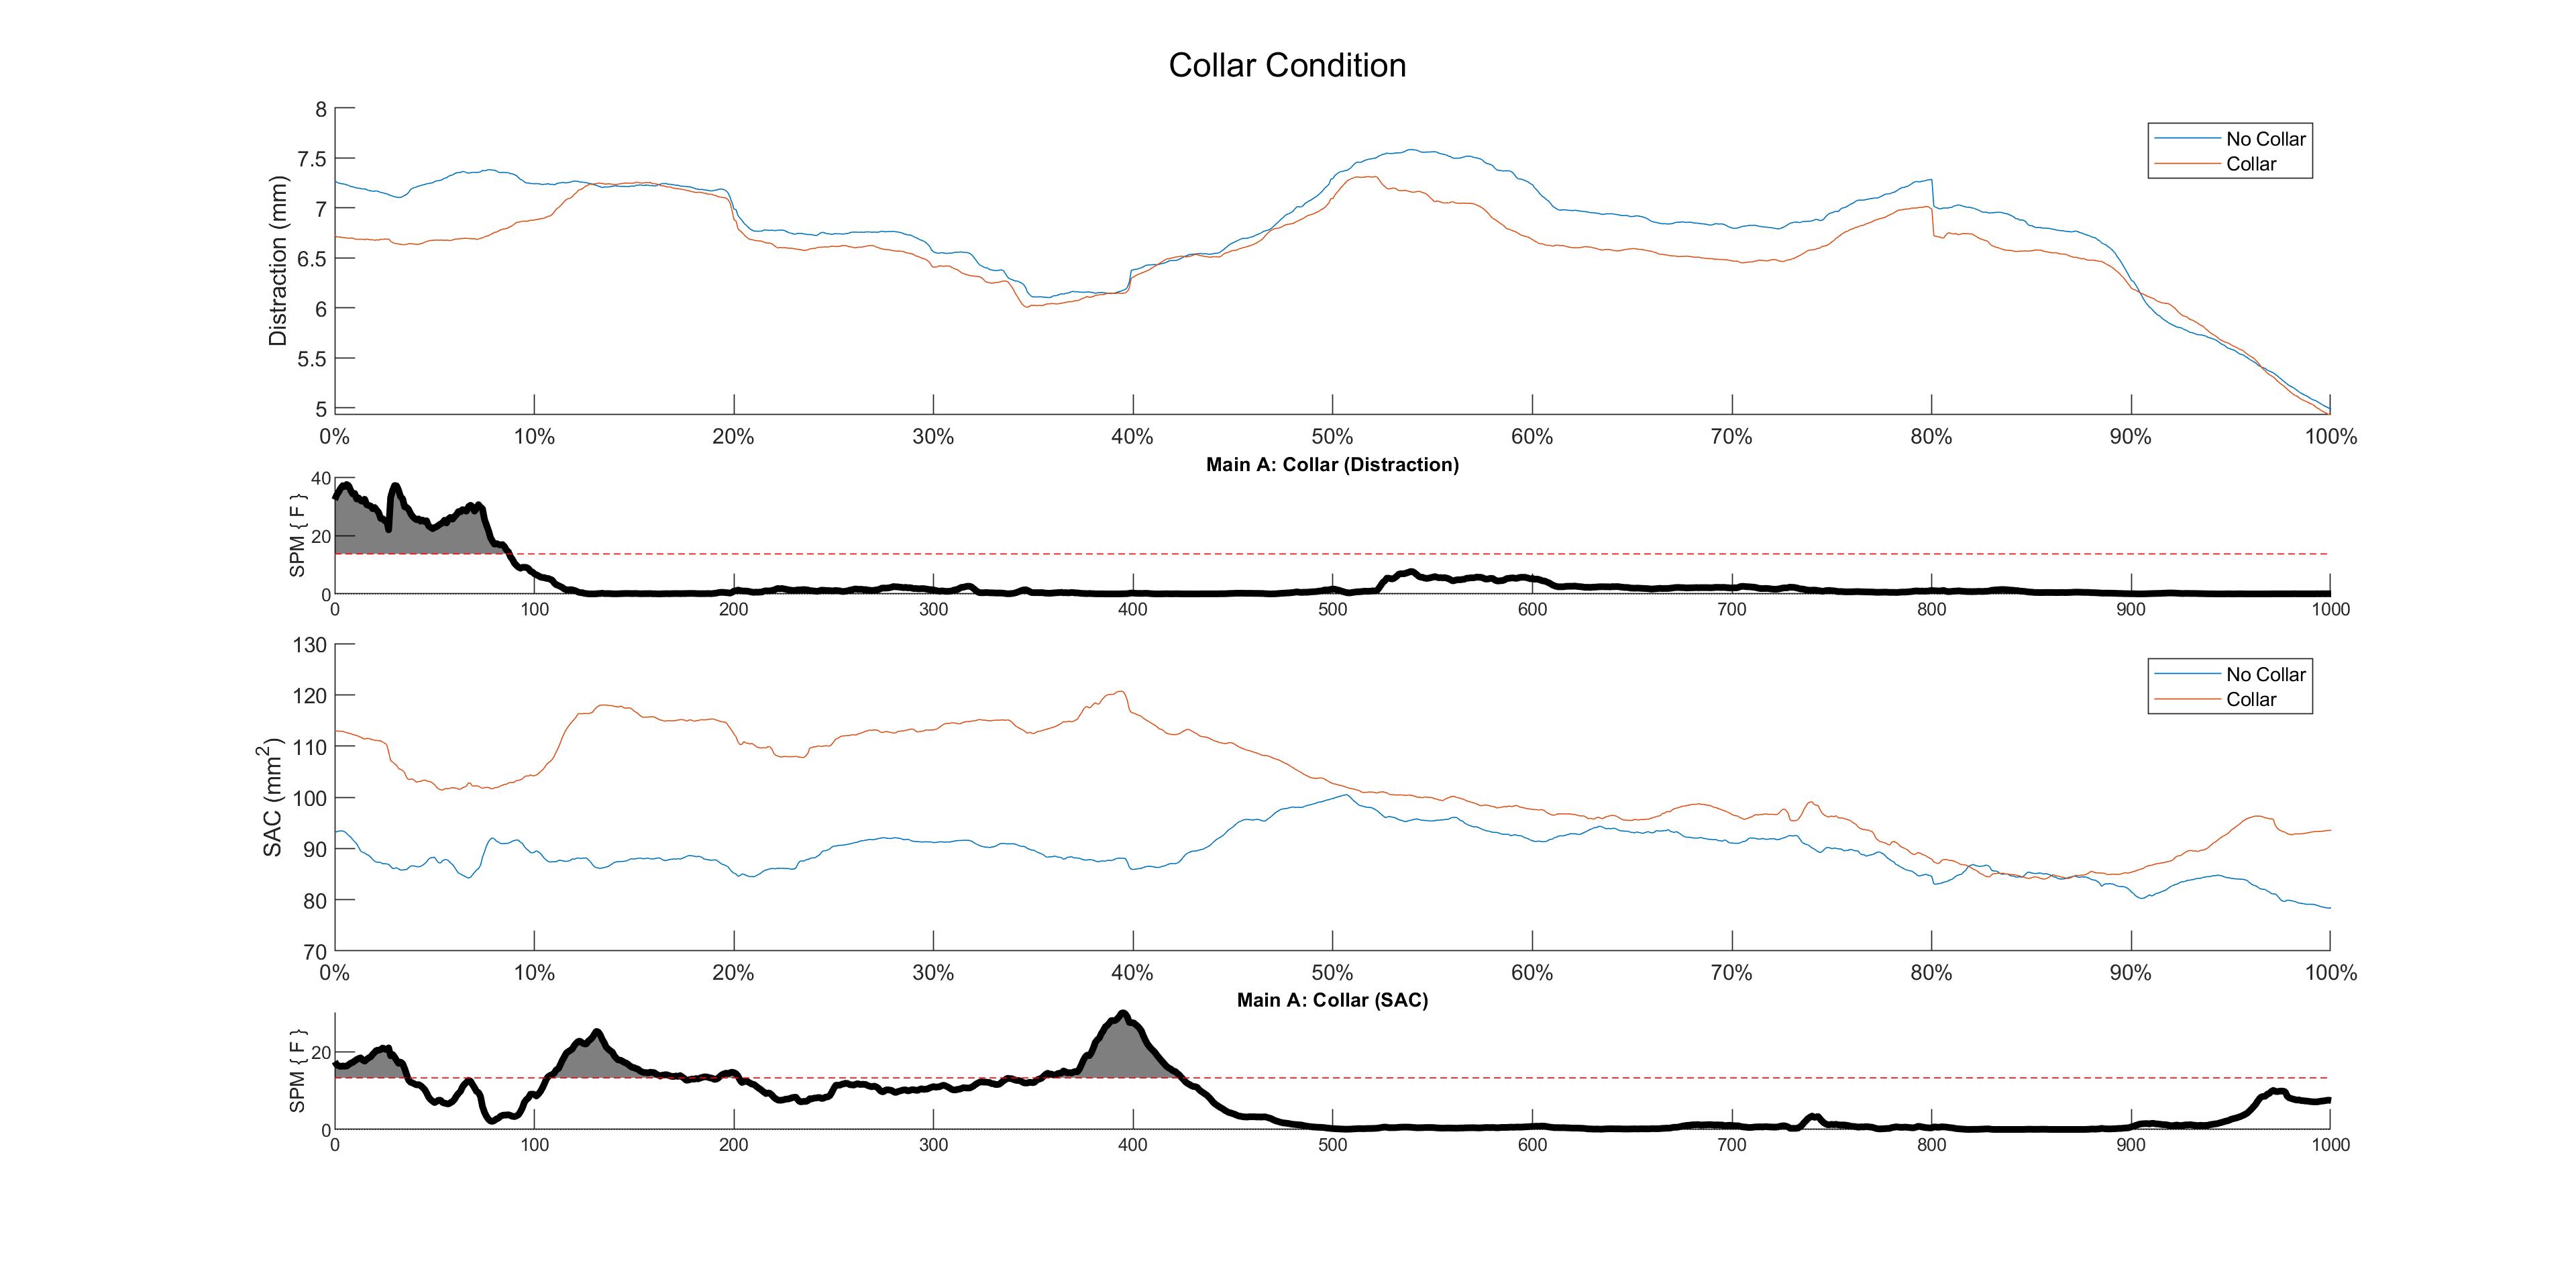 Collar Condition
8
7.5
7
6.5
6
5.5
5
Distraction (mm)
No Collar
Collar
0% 10% 20% 30% 40% 50% 60% 70% 80% 90% 100%
Main A: Collar (Distraction)
40
20
0
SPM { F }
0 100 200 300 400 500 600 700 800 900 1000
130
120
110
100
90
80
70
SAC (mm²)
No Collar
Collar
0% 10% 20% 30% 40% 50% 60% 70% 80% 90% 100%
Main A: Collar (SAC)
20
0
SPM { F }
0 100 200 300 400 500 600 700 800 900 1000